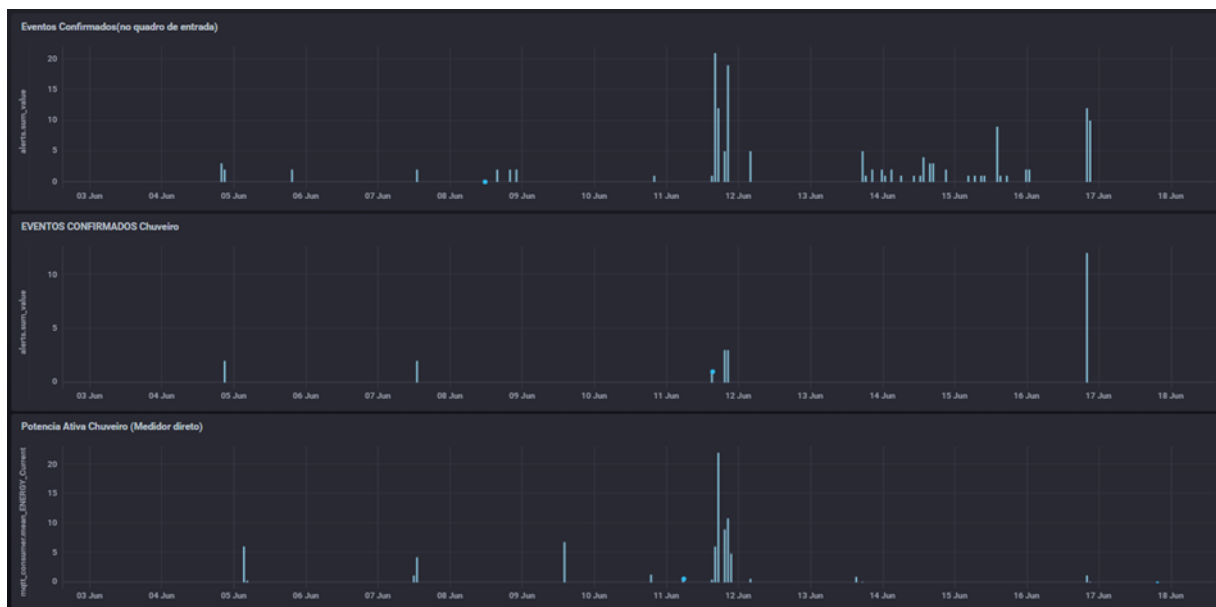 Eventos Confirmados(no quadro de entrada)
alerts.sum_value
20
15
10
5
0
03 Jun 04 Jun 05 Jun 06 Jun 07 Jun 08 Jun 09 Jun 10 Jun 11 Jun 12 Jun 13 Jun 14 Jun 15 Jun 16 Jun 17 Jun 18 Jun
EVENTOS CONFIRMADOS Chuveiro
alerts.sum_value
10
5
0
03 Jun 04 Jun 05 Jun 06 Jun 07 Jun 08 Jun 09 Jun 10 Jun 11 Jun 12 Jun 13 Jun 14 Jun 15 Jun 16 Jun 17 Jun 18 Jun
Potencia Ativa Chuveiro (Medidor direto)
mqtt_consumer.mean_ENERGY_Current
20
15
10
5
0
03 Jun 04 Jun 05 Jun 06 Jun 07 Jun 08 Jun 09 Jun 10 Jun 11 Jun 12 Jun 13 Jun 14 Jun 15 Jun 16 Jun 17 Jun 18 Jun